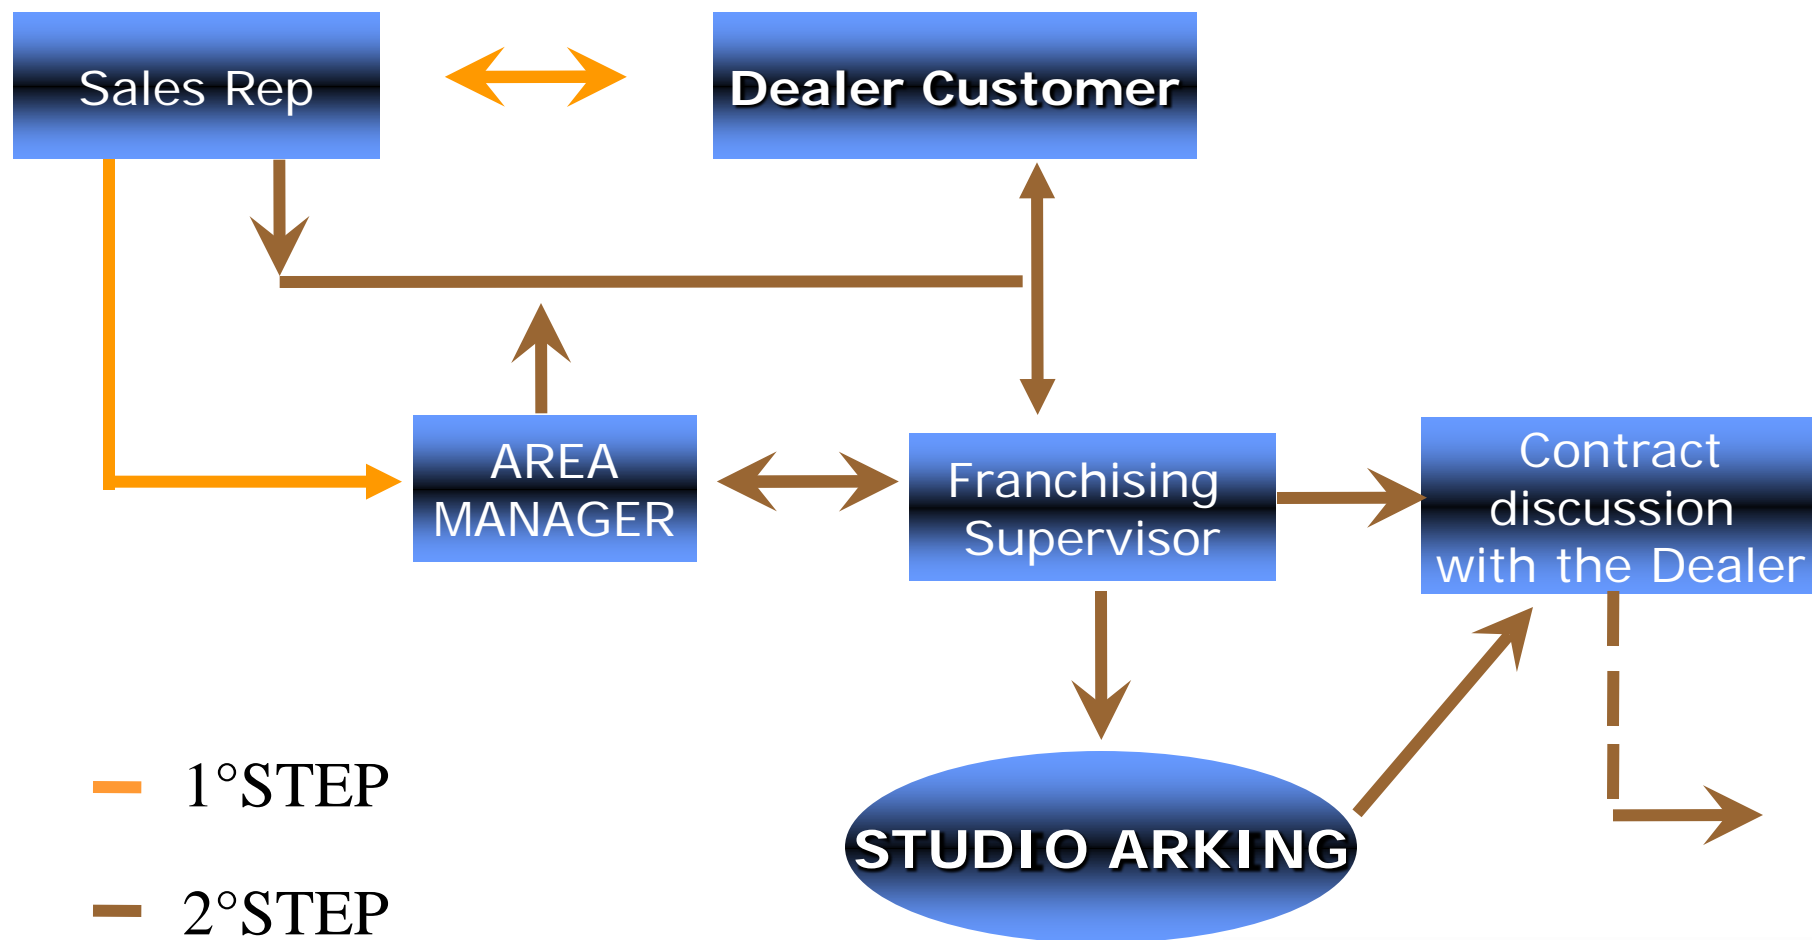 Sales Rep
Dealer Customer
AREA
MANAGER
Franchising
Supervisor
Contract
discussion
with the Dealer
STUDIO ARKING
1°STEP
2°STEP